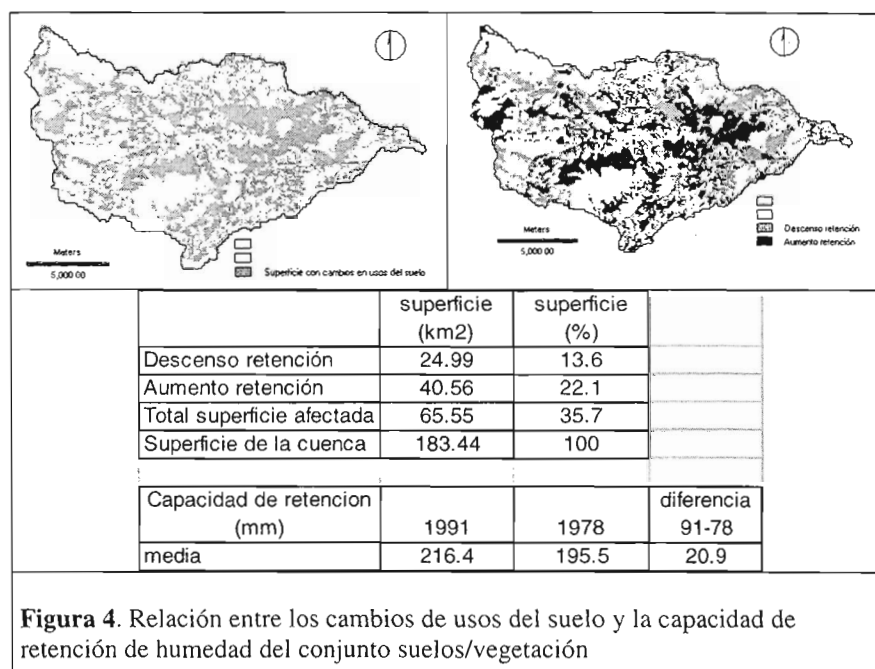 Meters
5,000.00
Superficie con cambios en usos del suelo
Meters
5,000.00
Descenso retención
Aumento retención
superficie (km2) superficie (%)
Descenso retención 24.99 13.6
Aumento retención 40.56 22.1
Total superficie afectada 65.55 35.7
Superficie de la cuenca 183.44 100
Capacidad de retencion (mm) 1991 1978 diferencia 91-78
media 216.4 195.5 20.9
Figura 4. Relación entre los cambios de usos del suelo y la capacidad de
retención de humedad del conjunto suelos/vegetación